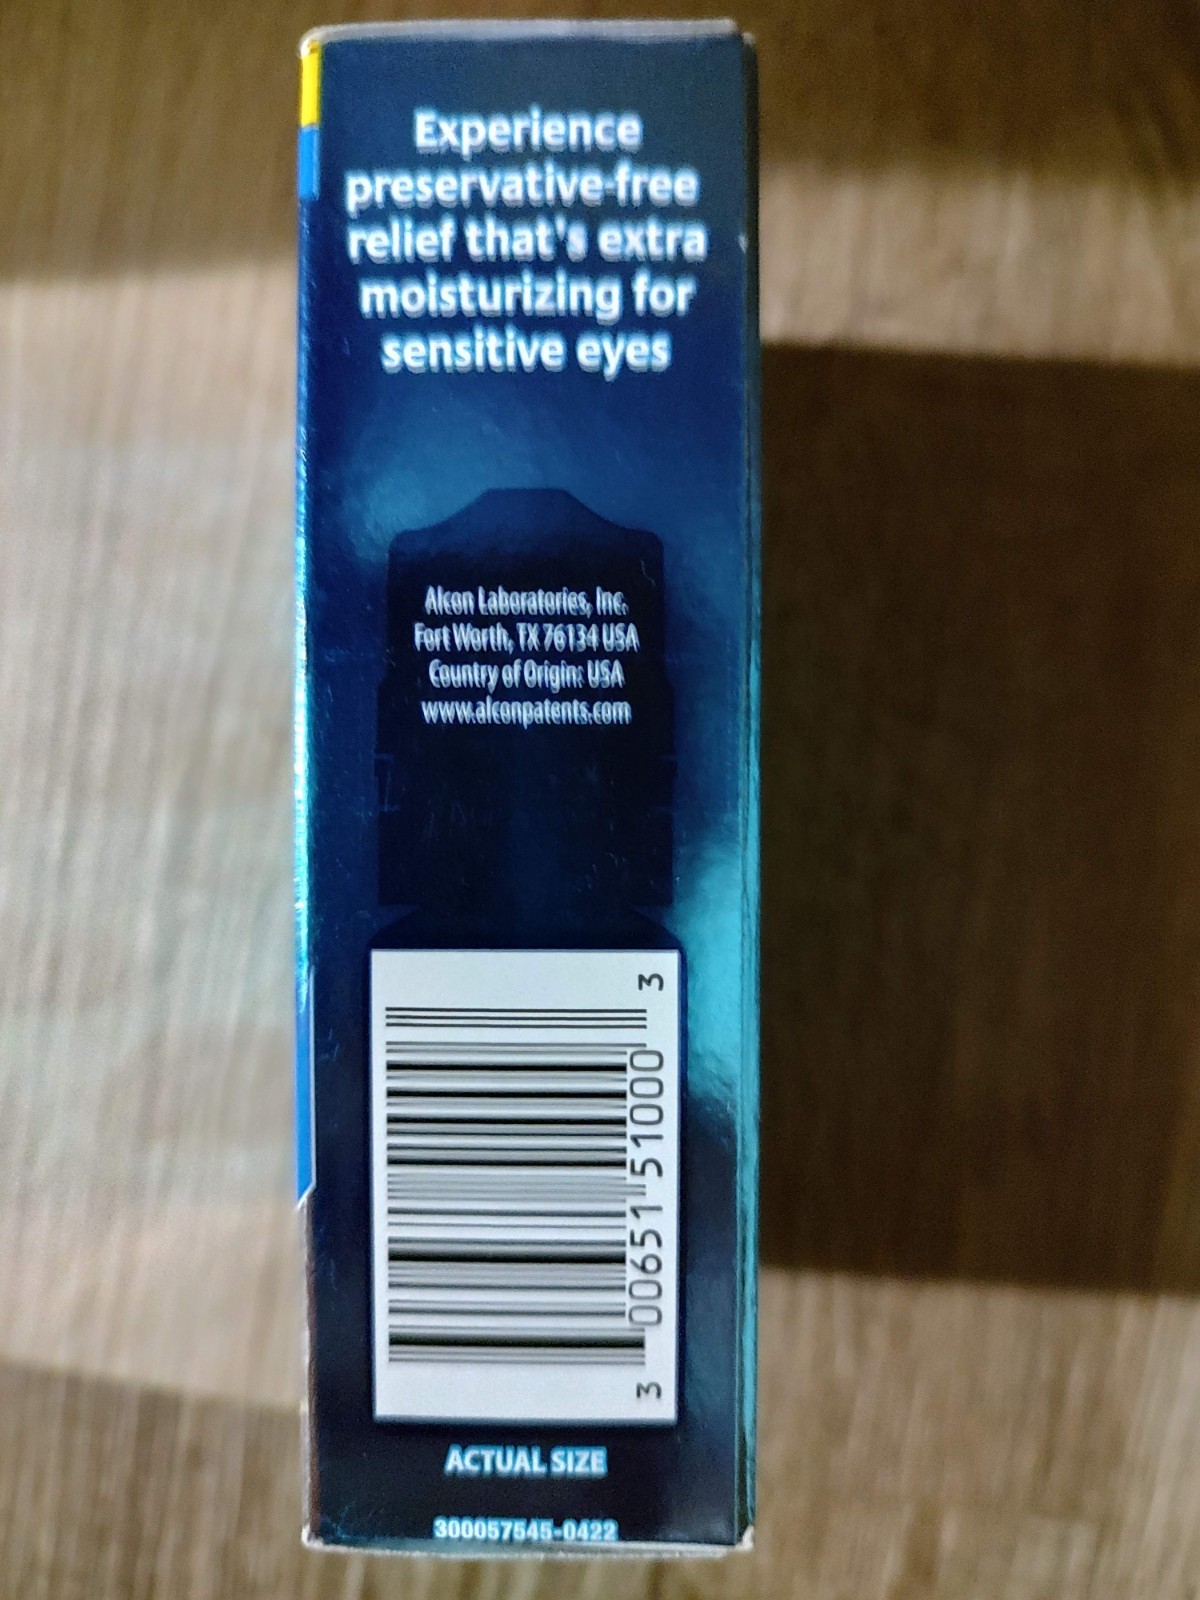 Experience
preservative-free
relief that's extra
moisturizing for
sensitive eyes
Alcon Laboratories, Inc.
Fort Worth, TX 76134 USA
Country of Origin: USA
www.alconpatents.com
3 00651 51000 3
ACTUAL SIZE
300057545-0422